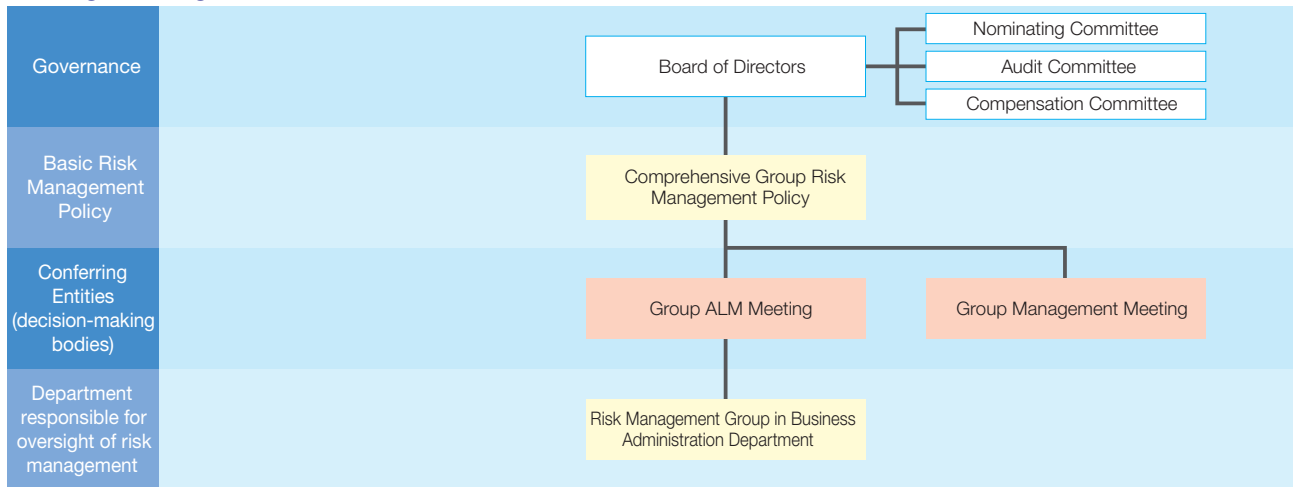 Governance
Board of Directors
Nominating Committee
Audit Committee
Compensation Committee
Basic Risk
Management
Policy
Comprehensive Group Risk
Management Policy
Conferring
Entities
(decision-making
bodies)
Group ALM Meeting
Group Management Meeting
Department
responsible for
oversight of risk
management
Risk Management Group in Business
Administration Department